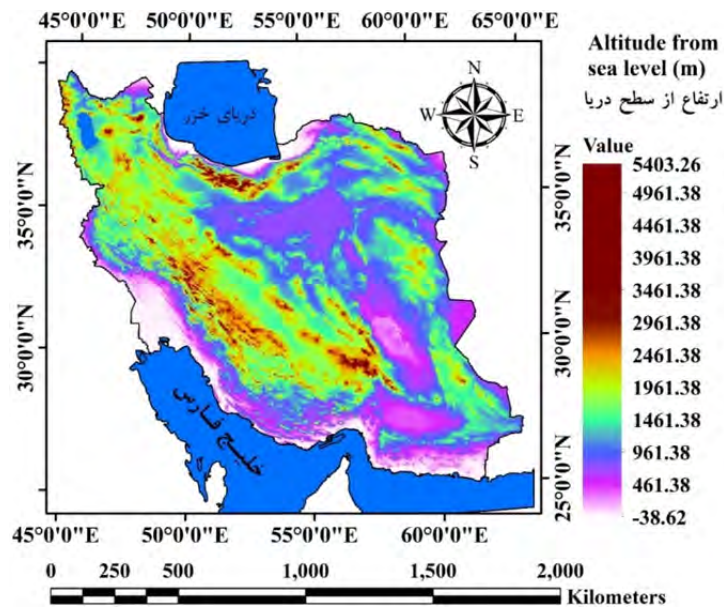 50°0'0"E 55°0'0"E 60°0'0"E 65°0'0"E
دریای خزر
N
W E
S
35°0'0"N
30°0'0"N
35°0'0"N
30°0'0"N
25°0'0"N
خلیج فارس
45°0'0"E 50°0'0"E 55°0'0"E 60°0'0"E
0 250 500 1,000 1,500 2,000
Kilometers
Altitude from
sea level (m)
ارتفاع از سطح دریا
Value
5403.26
4961.38
4461.38
3961.38
3461.38
2961.38
2461.38
1961.38
1461.38
961.38
461.38
-38.62